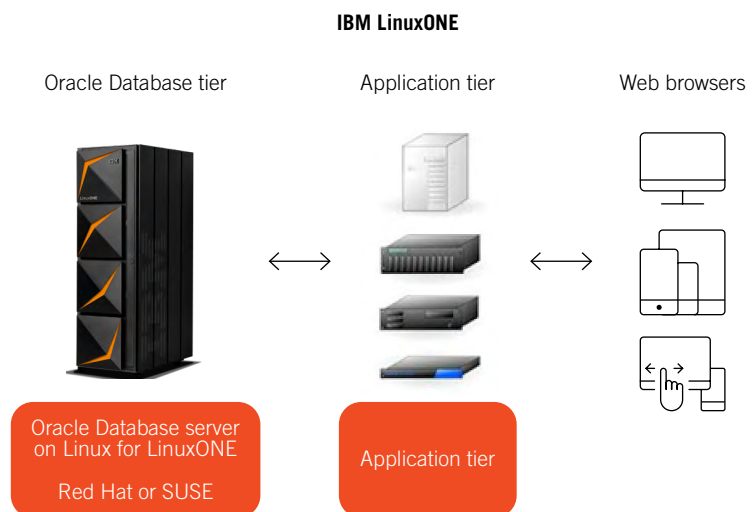 IBM LinuxONE
Oracle Database tier
Application tier
Web browsers
LinuxONE
Oracle Database server
on Linux for LinuxONE
Red Hat or SUSE
Application tier